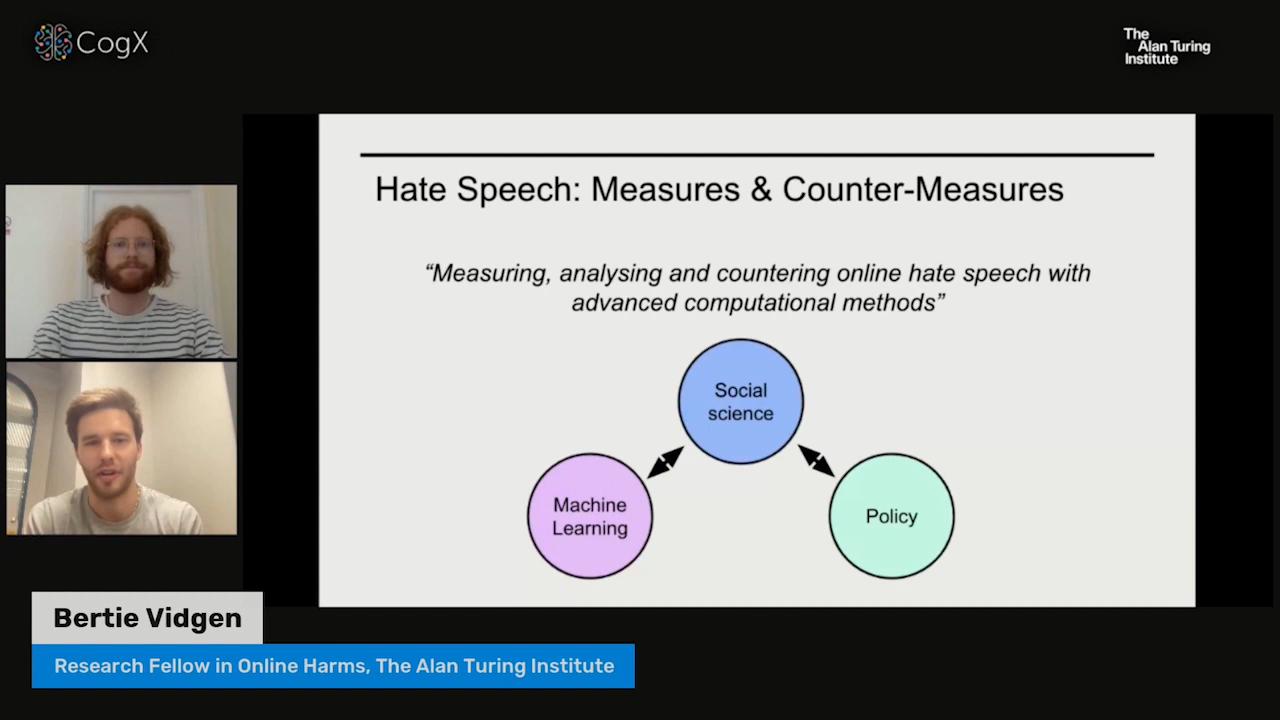 CogX
The
Alan Turing
Institute
Hate Speech: Measures & Counter-Measures
“Measuring, analysing and countering online hate speech with
advanced computational methods”
Social
science
Machine
Learning
Policy
Bertie Vidgen
Research Fellow in Online Harms, The Alan Turing Institute